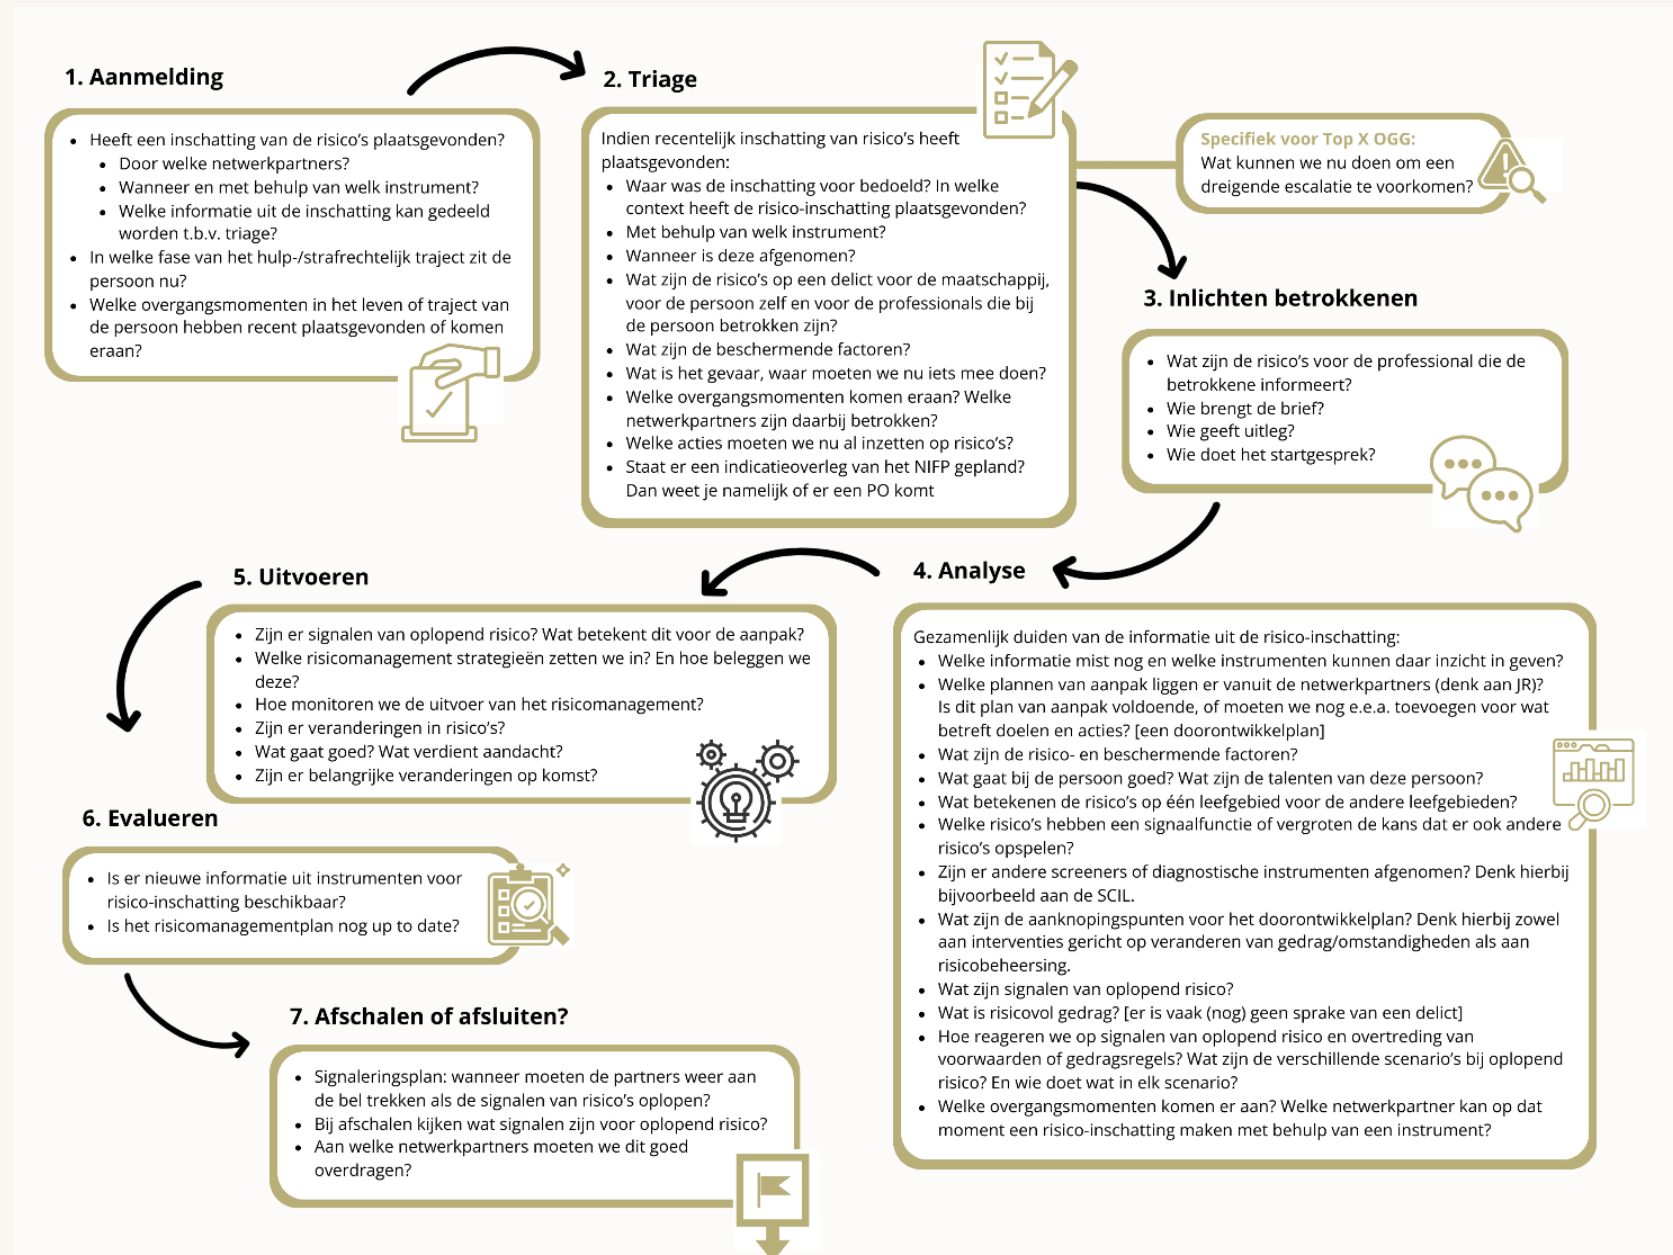 1. Aanmelding
• Heeft een inschatting van de risico's plaatsgevonden?
• Door welke netwerkpartners?
• Wanneer en met behulp van welk instrument?
• Welke informatie uit de inschatting kan gedeeld
worden t.b.v. triage?
• In welke fase van het hulp-/strafrechtelijk traject zit de
persoon nu?
• Welke overgangsmomenten in het leven of traject van
de persoon hebben recent plaatsgevonden of komen
eraan?
2. Triage
Indien recentelijk inschatting van risico's heeft
plaatsgevonden:
• Waar was de inschatting voor bedoeld? In welke
context heeft de risico-inschatting plaatsgevonden?
• Met behulp van welk instrument?
• Wanneer is deze afgenomen?
• Wat zijn de risico's op een delict voor de maatschappij,
voor de persoon zelf en voor de professionals die bij
de persoon betrokken zijn?
• Wat zijn de beschermende factoren?
• Wat is het gevaar, waar moeten we nu iets mee doen?
• Welke overgangsmomenten komen eraan? Welke
netwerkpartners zijn daarbij betrokken?
• Welke acties moeten we nu al inzetten op risico's?
• Staat er een indicatieoverleg van het NIFP gepland?
Dan weet je namelijk of er een PO komt
Specifiek voor Top X OGG:
Wat kunnen we nu doen om een
dreigende escalatie te voorkomen?
3. Inlichten betrokkenen
• Wat zijn de risico's voor de professional die de
betrokkene informeert?
• Wie brengt de brief?
• Wie geeft uitleg?
• Wie doet het startgesprek?
4. Analyse
Gezamenlijk duiden van de informatie uit de risico-inschatting:
• Welke informatie mist nog en welke instrumenten kunnen daar inzicht in geven?
• Welke plannen van aanpak liggen er vanuit de netwerkpartners (denk aan JR)?
Is dit plan van aanpak voldoende, of moeten we nog e.e.a. toevoegen voor wat
betreft doelen en acties? [een doorontwikkelplan]
• Wat zijn de risico- en beschermende factoren?
• Wat gaat bij de persoon goed? Wat zijn de talenten van deze persoon?
• Wat betekenen de risico's op één leefgebied voor de andere leefgebieden?
• Welke risico's hebben een signaalfunctie of vergroten de kans dat er ook andere
risico's opspelen?
• Zijn er andere screeners of diagnostische instrumenten afgenomen? Denk hierbij
bijvoorbeeld aan de SCIL.
• Wat zijn de aanknopingspunten voor het doorontwikkelplan? Denk hierbij zowel
aan interventies gericht op veranderen van gedrag/omstandigheden als aan
risicobeheersing.
• Wat zijn signalen van oplopend risico?
• Wat is risicovol gedrag? [er is vaak (nog) geen sprake van een delict]
• Hoe reageren we op signalen van oplopend risico en overtreding van
voorwaarden of gedragsregels? Wat zijn de verschillende scenario's bij oplopend
risico? En wie doet wat in elk scenario?
• Welke overgangsmomenten komen er aan? Welke netwerkpartner kan op dat
moment een risico-inschatting maken met behulp van een instrument?
5. Uitvoeren
• Zijn er signalen van oplopend risico? Wat betekent dit voor de aanpak?
• Welke risicomanagement strategieën zetten we in? En hoe beleggen we
deze?
• Hoe monitoren we de uitvoer van het risicomanagement?
• Zijn er veranderingen in risico's?
• Wat gaat goed? Wat verdient aandacht?
• Zijn er belangrijke veranderingen op komst?
6. Evalueren
• Is er nieuwe informatie uit instrumenten voor
risico-inschatting beschikbaar?
• Is het risicomanagementplan nog up to date?
7. Afschalen of afsluiten?
• Signaleringsplan: wanneer moeten de partners weer aan
de bel trekken als de signalen van risico's oplopen?
• Bij afschalen kijken wat signalen zijn voor oplopend risico?
• Aan welke netwerkpartners moeten we dit goed
overdragen?